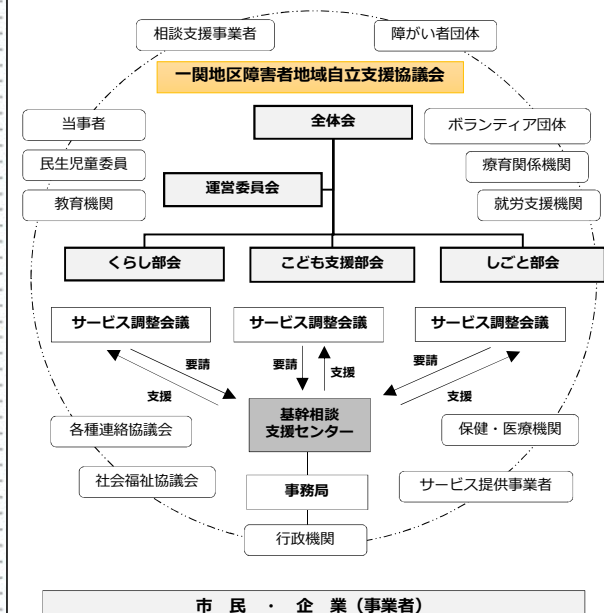 相談支援事業者
障がい者団体
一関地区障害者地域自立支援協議会
当事者
全体会
ボランティア団体
民生児童委員
療育関係機関
運営委員会
教育機関
就労支援機関
くらし部会
こども支援部会
しごと部会
サービス調整会議
サービス調整会議
サービス調整会議
要請
要請
支援
要請
支援
支援
基幹相談
支援センター
各種連絡協議会
保健・医療機関
社会福祉協議会
事務局
サービス提供事業者
行政機関
市 民 ・ 企 業(事業者)